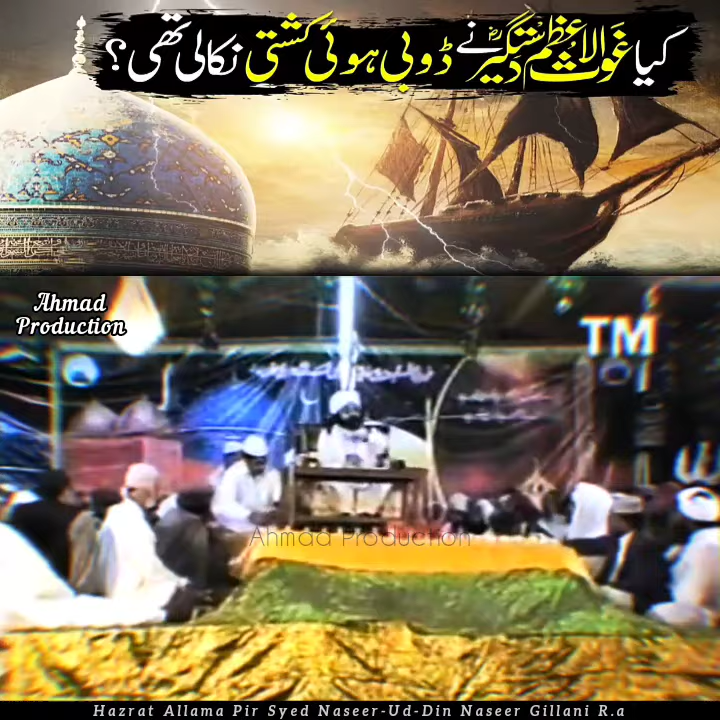 کیا غوث الاعظم دستگیرؓ نے ڈوبی ہوئی کشتی نکالی تھی؟
Ahmad
Production
TM
Ahmad Production
Hazrat Allama Pir Syed Naseer-Ud-Din Naseer Gillani R.a